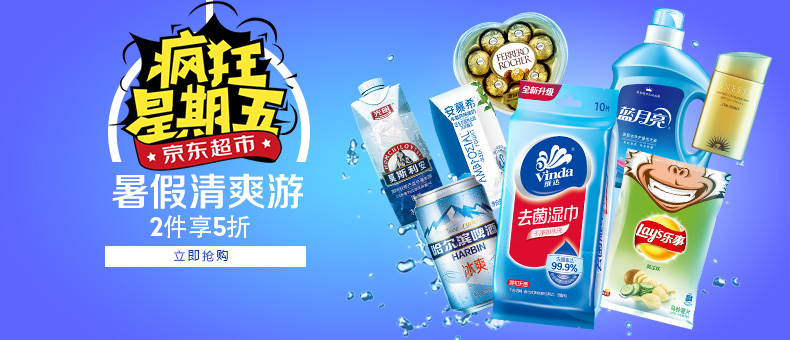 疯狂
星期五
★ 京东超市 ★
暑假清爽游
2件享5折
立即抢购
FERRERO
ROCHER
光明
莫斯利安
安慕希
哈尔滨啤酒
HARBIN
冰爽
全新升级
10片
Vinda
维达
去菌湿巾
99.9%
蓝月亮
Lay's乐事